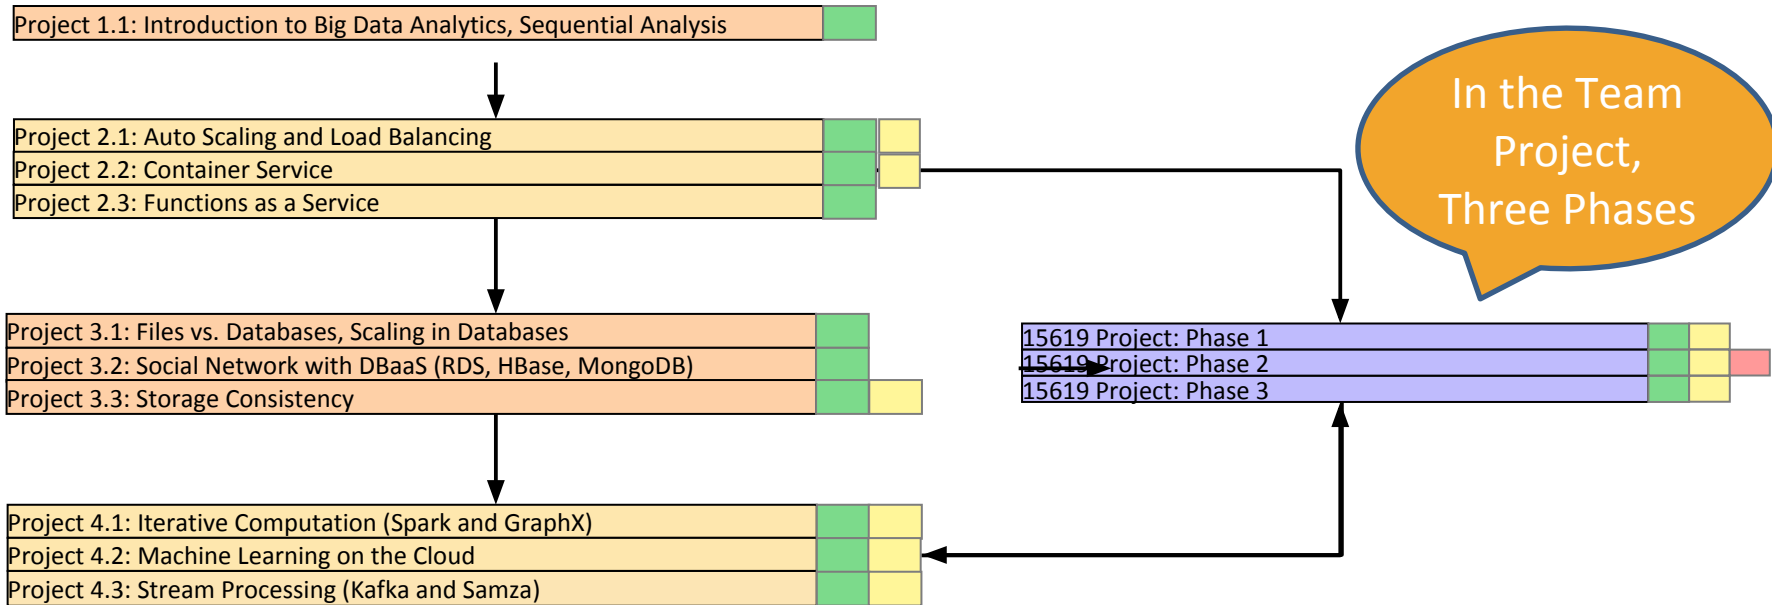 Project 1.1: Introduction to Big Data Analytics, Sequential Analysis
Project 2.1: Auto Scaling and Load Balancing
Project 2.2: Container Service
Project 2.3: Functions as a Service
In the Team
Project,
Three Phases
Project 3.1: Files vs. Databases, Scaling in Databases
Project 3.2: Social Network with DBaaS (RDS, HBase, MongoDB)
Project 3.3: Storage Consistency
15619 Project: Phase 1
15619 Project: Phase 2
15619 Project: Phase 3
Project 4.1: Iterative Computation (Spark and GraphX)
Project 4.2: Machine Learning on the Cloud
Project 4.3: Stream Processing (Kafka and Samza)